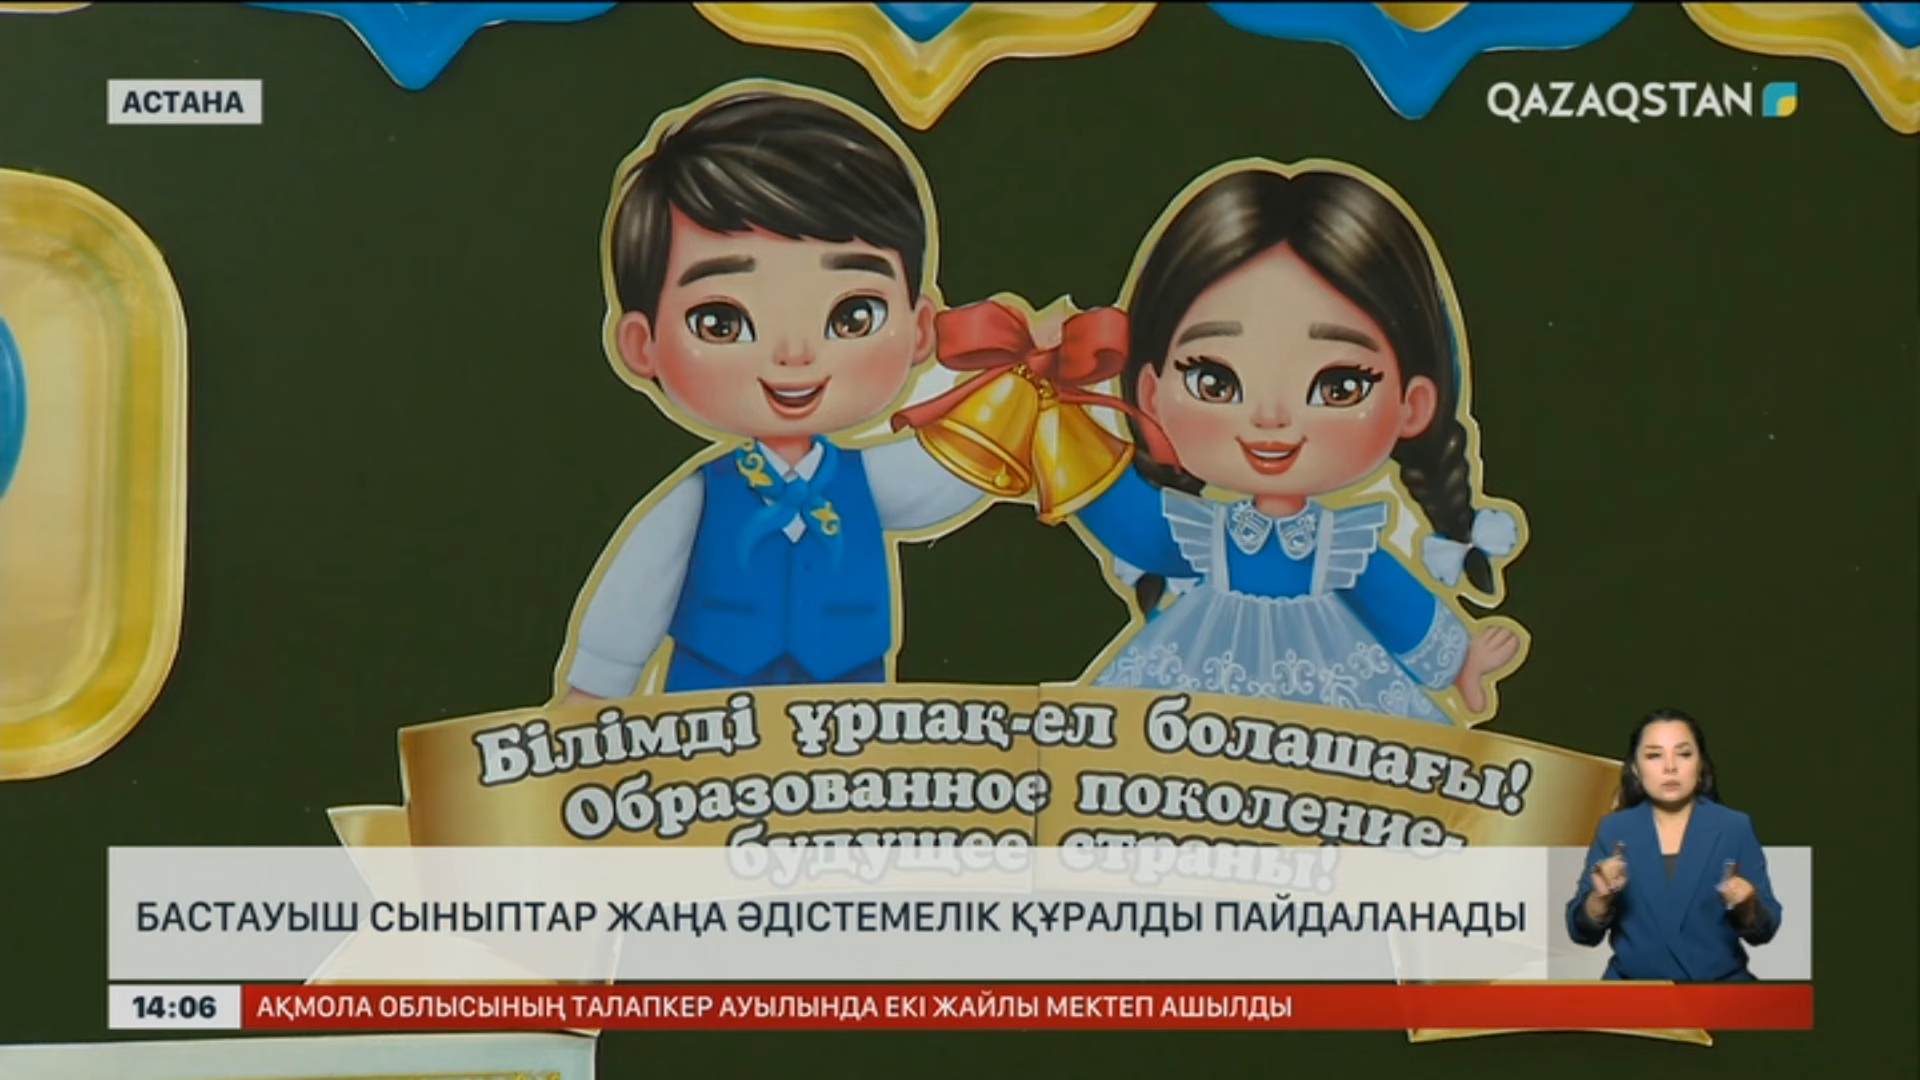 АСТАНА
QAZAQSTAN
Білімді ұрпақ-ел болашағы!
Образованное поколение-
будущее страны!
БАСТАУЫШ СЫНЫПТАР ЖАҢА ӘДІСТЕМЕЛІК ҚҰРАЛДЫ ПАЙДАЛАНАДЫ
14:06 АҚМОЛА ОБЛЫСЫНЫҢ ТАЛАПКЕР АУЫЛЫНДА ЕКІ ЖАЙЛЫ МЕКТЕП АШЫЛДЫ